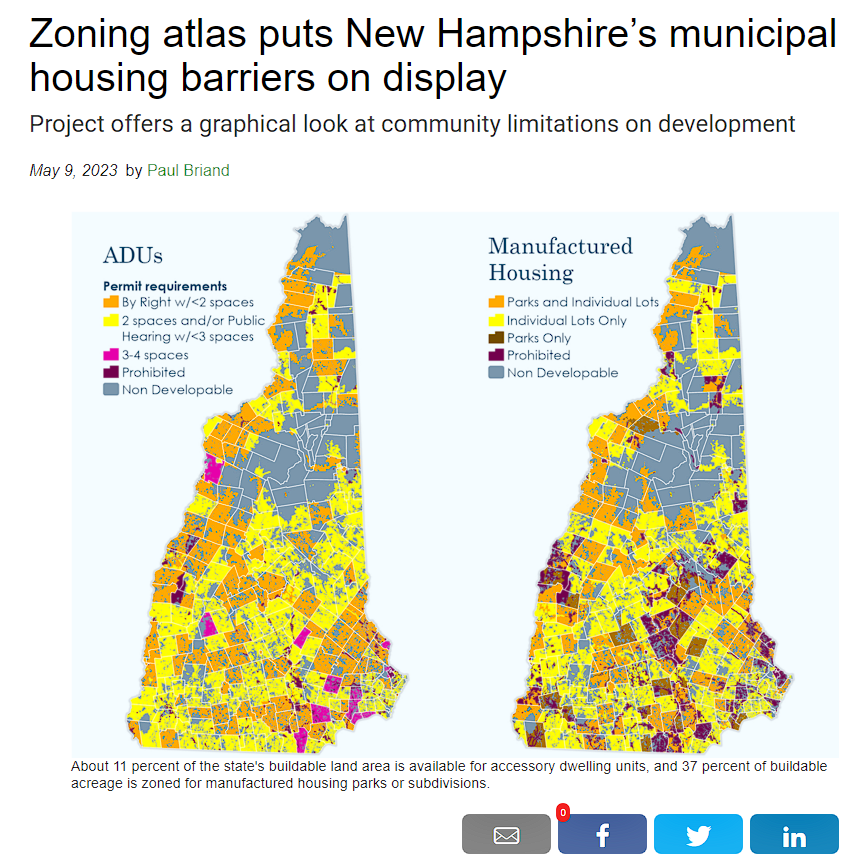 Zoning atlas puts New Hampshire’s municipal
housing barriers on display
Project offers a graphical look at community limitations on development
May 9, 2023 by Paul Briand
ADUs
Permit requirements
By Right w/<2 spaces
2 spaces and/or Public
Hearing w/<3 spaces
3-4 spaces
Prohibited
Non Developable
Manufactured
Housing
Parks and Individual Lots
Individual Lots Only
Parks Only
Prohibited
Non Developable
About 11 percent of the state's buildable land area is available for accessory dwelling units, and 37 percent of buildable
acreage is zoned for manufactured housing parks or subdivisions.
0
f
in